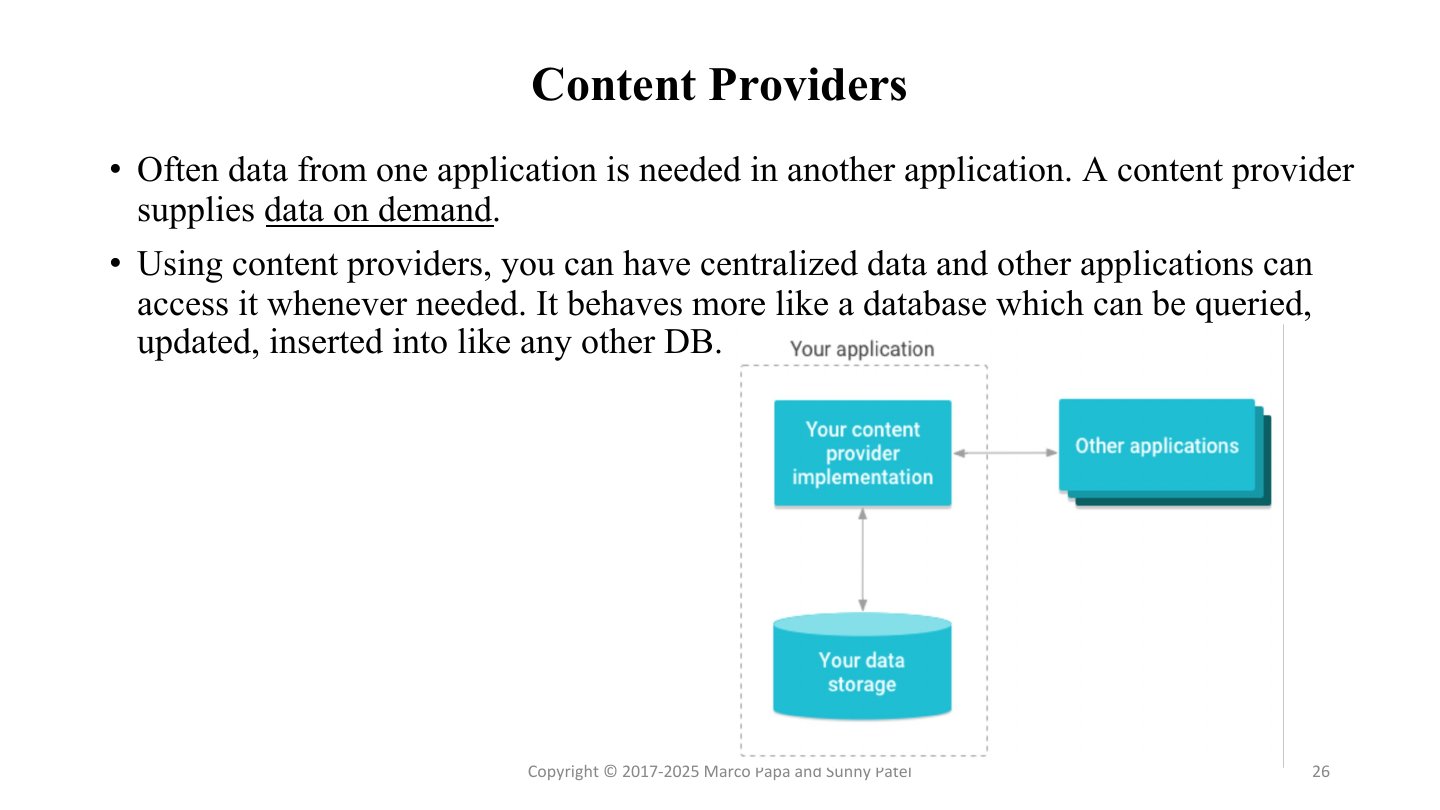 Content Providers
• Often data from one application is needed in another application. A content provider
supplies data on demand.
• Using content providers, you can have centralized data and other applications can
access it whenever needed. It behaves more like a database which can be queried,
updated, inserted into like any other DB.
Your application
Your content
provider
implementation
Other applications
Your data
storage
Copyright © 2017-2025 Marco Papa and Sunny Patel
26